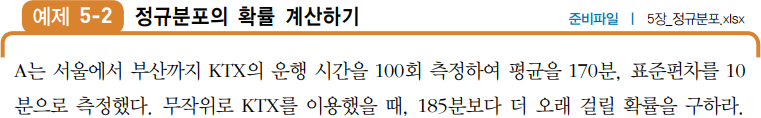 예제 5-2 정규분포의 확률 계산하기 준비파일 | 5장_정규분포.xlsx
A는 서울에서 부산까지 KTX의 운행 시간을 100회 측정하여 평균을 170분, 표준편차를 10
분으로 측정했다. 무작위로 KTX를 이용했을 때, 185분보다 더 오래 걸릴 확률을 구하라.